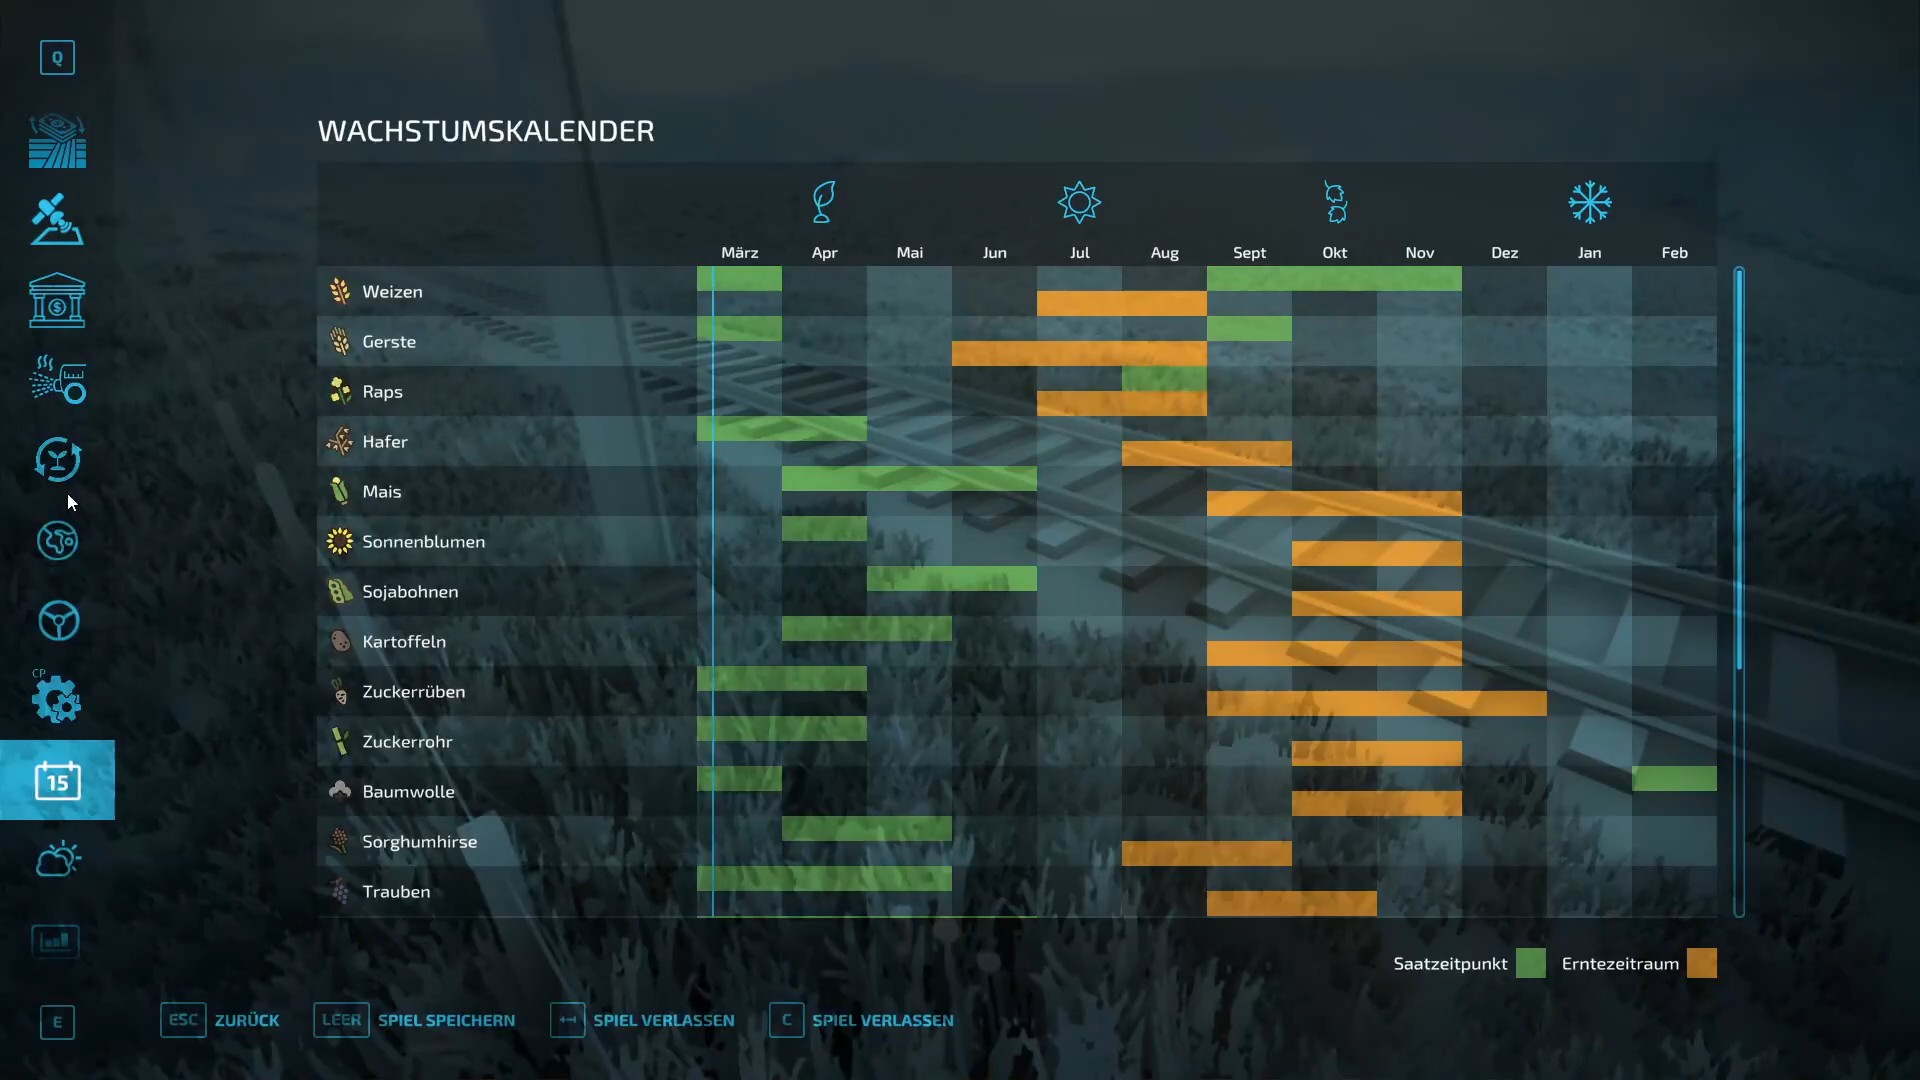 Q
WACHSTUMSKALENDER
März Apr Mai Jun Jul Aug Sept Okt Nov Dez Jan Feb
Weizen
Gerste
Raps
Hafer
Mais
Sonnenblumen
Sojabohnen
Kartoffeln
CP
Zuckerrüben
Zuckerrohr
15
Baumwolle
Sorghumhirse
Trauben
Saatzeitpunkt Erntezeitraum
E
ESC ZURÜCK LEER SPIEL SPEICHERN SPIEL VERLASSEN C SPIEL VERLASSEN